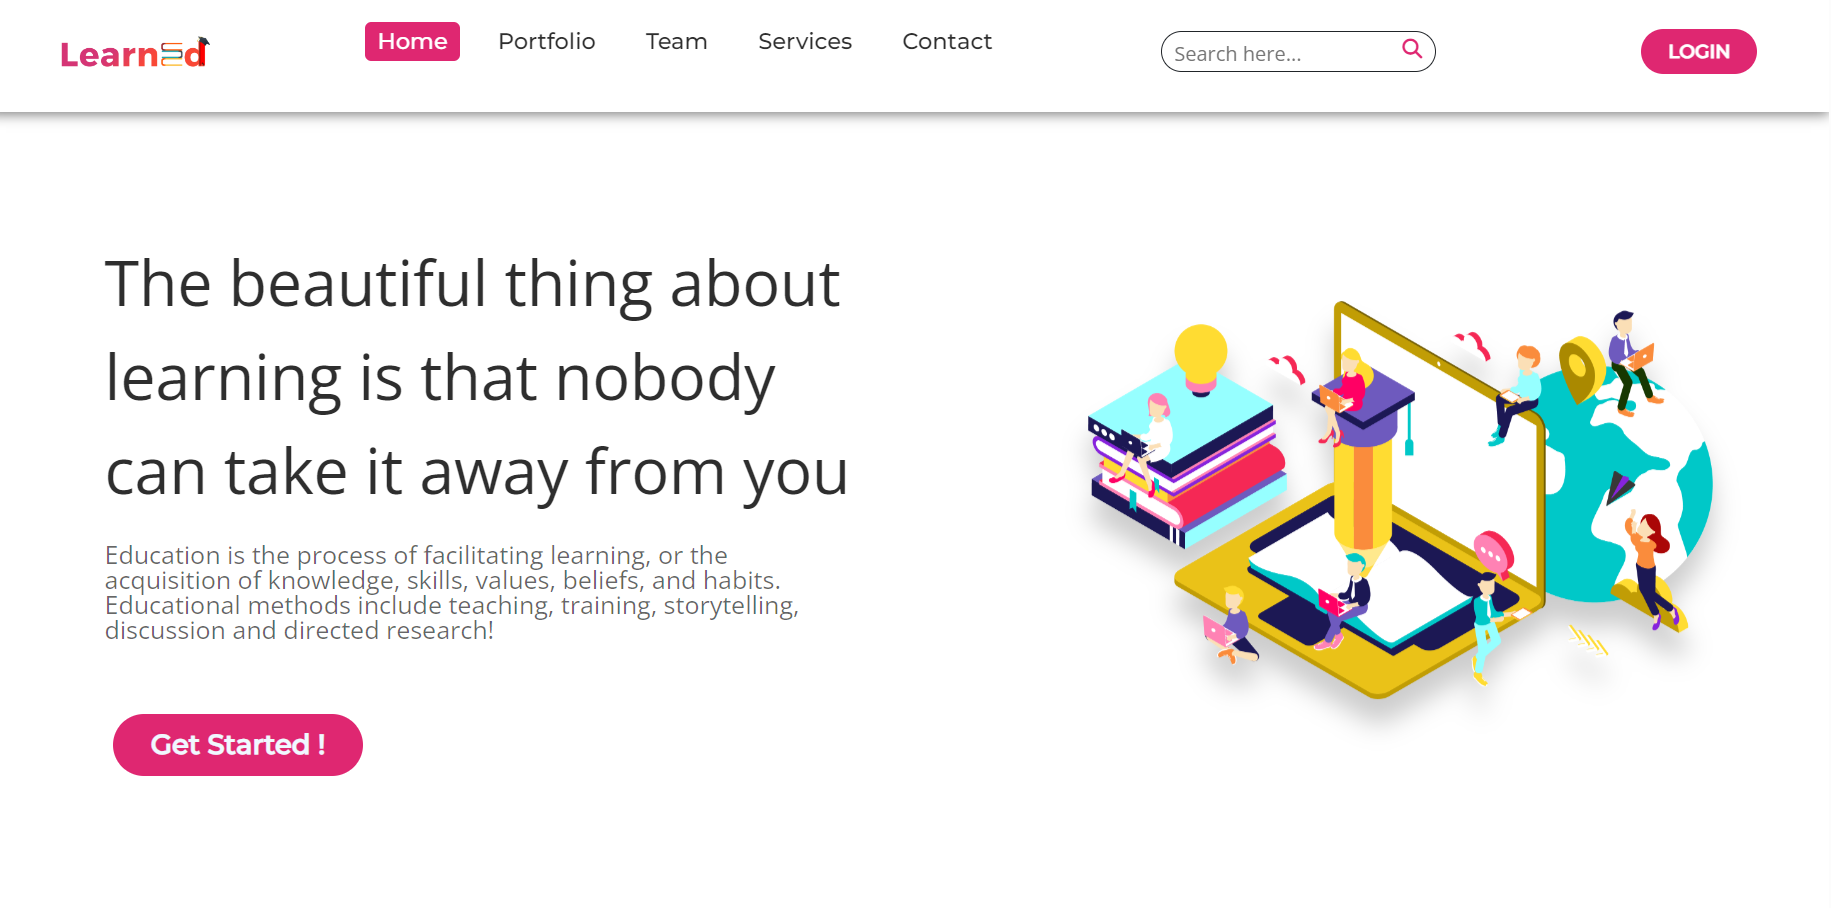 LearnEd
Home Portfolio Team Services Contact
Search here...
LOGIN
The beautiful thing about
learning is that nobody
can take it away from you
Education is the process of facilitating learning, or the
acquisition of knowledge, skills, values, beliefs, and habits.
Educational methods include teaching, training, storytelling,
discussion and directed research!
Get Started !